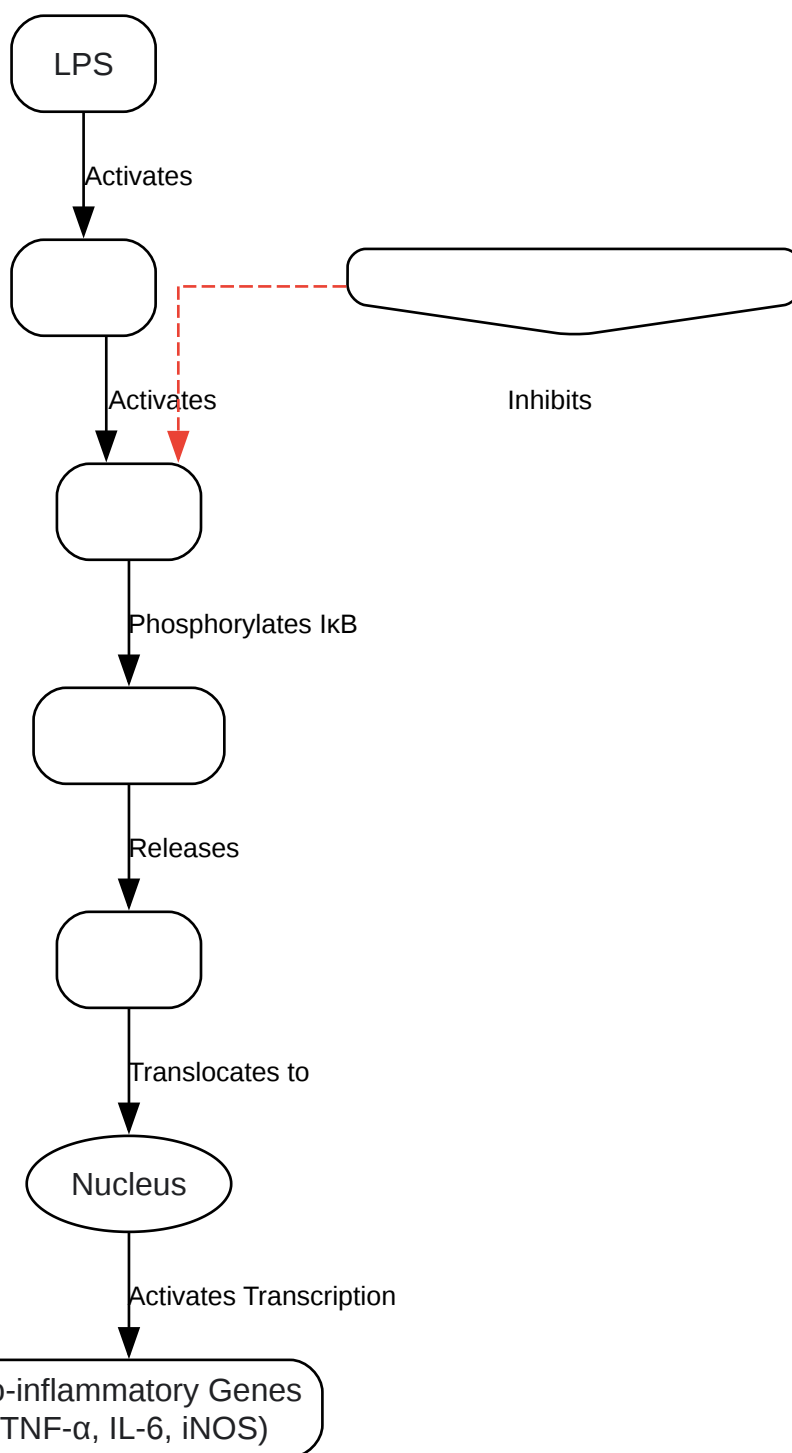 LPS
Activates
Activates
Inhibits
Phosphorylates IκB
Releases
Translocates to
Nucleus
Activates Transcription
o-inflammatory Genes
TNF-α, IL-6, iNOS)